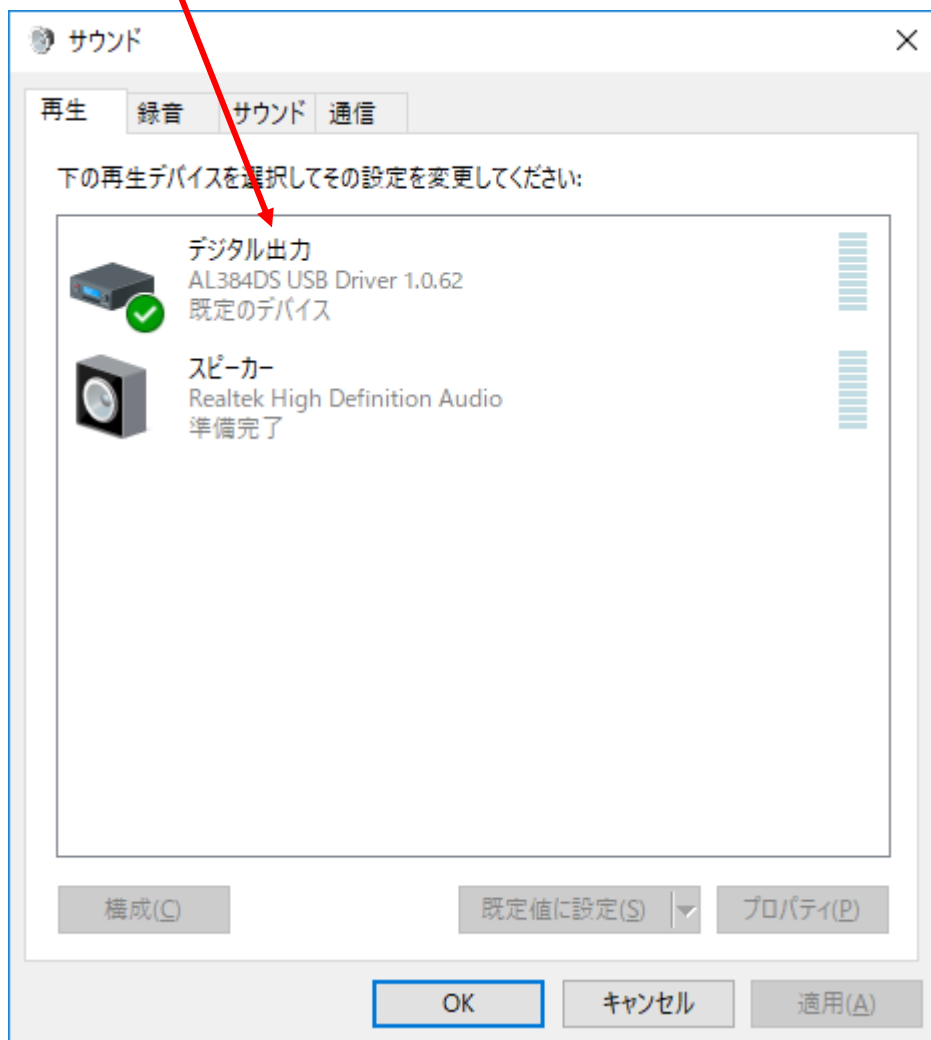 サウンド
再生 録音 サウンド 通信
下の再生デバイスを選択してその設定を変更してください:
デジタル出力
AL384DS USB Driver 1.0.62
既定のデバイス
スピーカー
Realtek High Definition Audio
準備完了
構成(C) 既定値に設定(S) プロパティ(P)
OK キャンセル 適用(A)